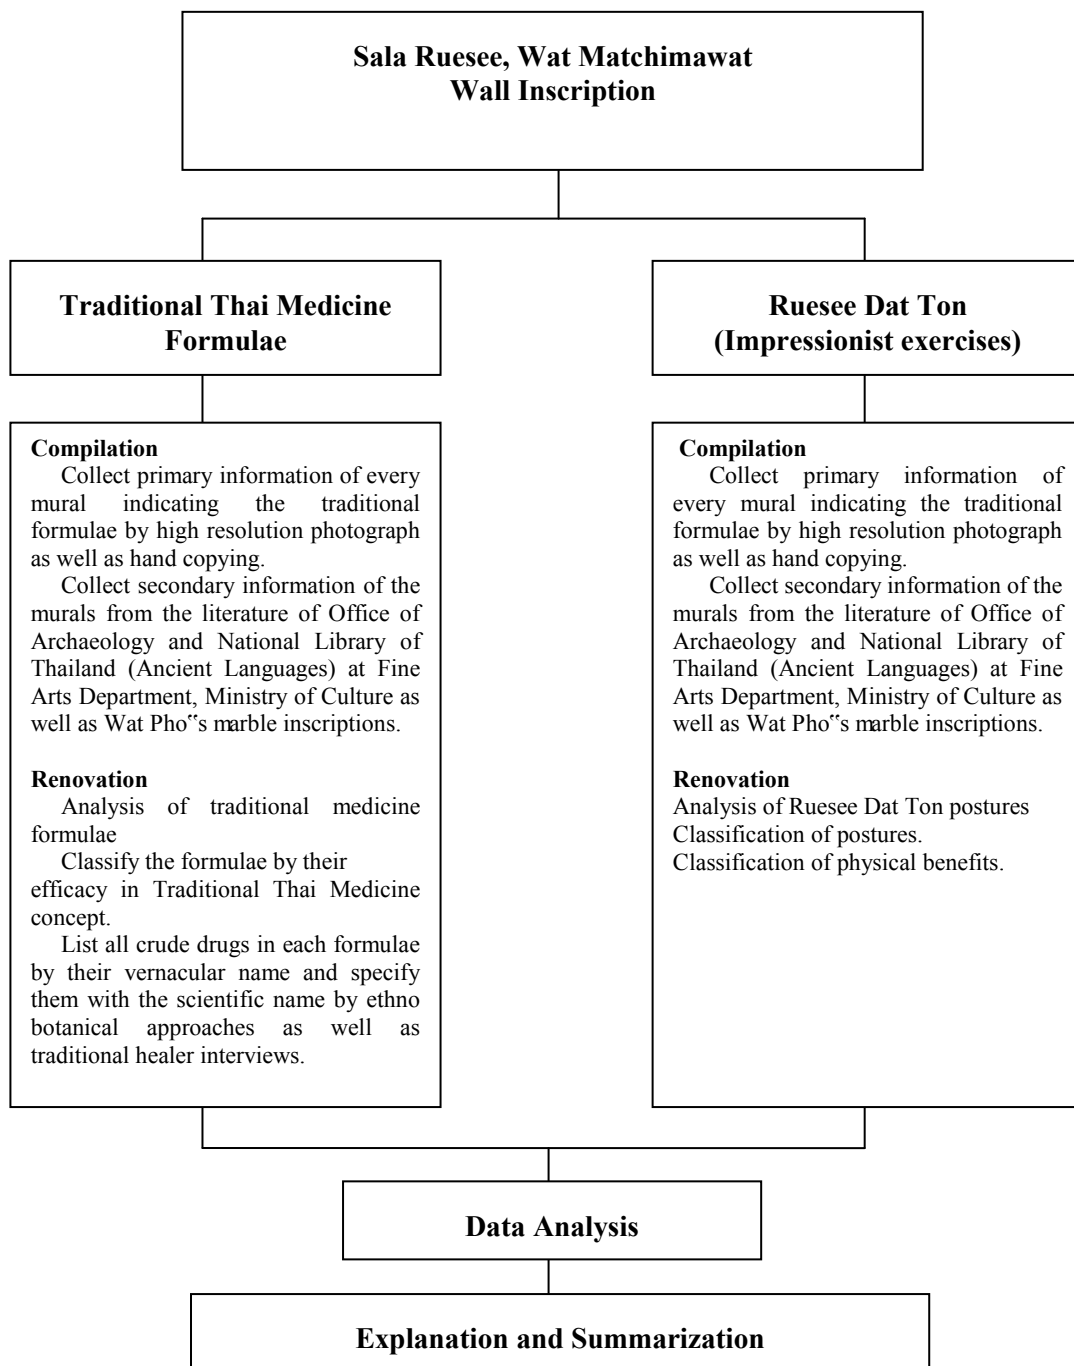 Sala Ruesee, Wat Matchimawat
Wall Inscription
Traditional Thai Medicine
Formulae
Compilation
Collect primary information of every
mural indicating the traditional
formulae by high resolution photograph
as well as hand copying.
Collect secondary information of the
murals from the literature of Office of
Archaeology and National Library of
Thailand (Ancient Languages) at Fine
Arts Department, Ministry of Culture as
well as Wat Pho‟s marble inscriptions.
Renovation
Analysis of traditional medicine
formulae
Classify the formulae by their
efficacy in Traditional Thai Medicine
concept.
List all crude drugs in each formulae
by their vernacular name and specify
them with the scientific name by ethno
botanical approaches as well as
traditional healer interviews.
Ruesee Dat Ton
(Impressionist exercises)
Compilation
Collect primary information of
every mural indicating the traditional
formulae by high resolution photograph
as well as hand copying.
Collect secondary information of the
murals from the literature of Office of
Archaeology and National Library of
Thailand (Ancient Languages) at Fine
Arts Department, Ministry of Culture as
well as Wat Pho‟s marble inscriptions.
Renovation
Analysis of Ruesee Dat Ton postures
Classification of postures.
Classification of physical benefits.
Data Analysis
Explanation and Summarization